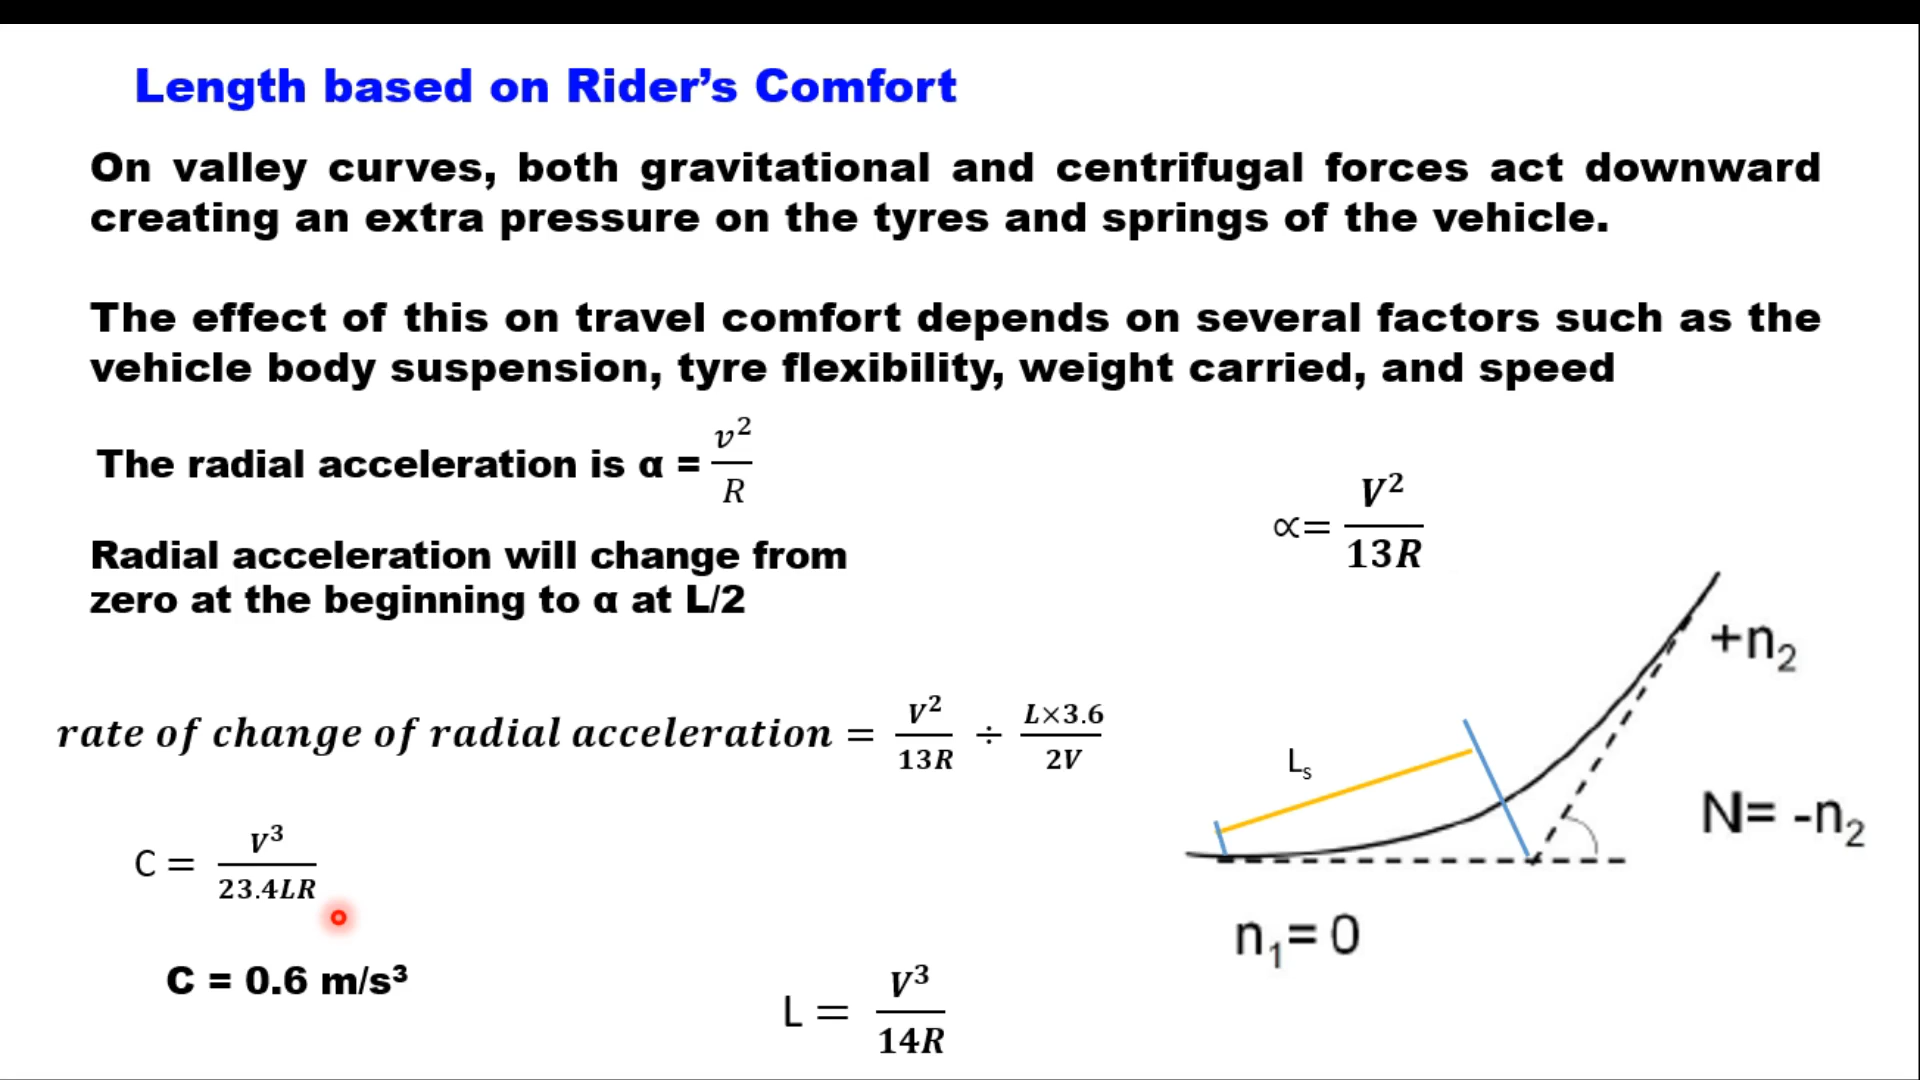 Length based on Rider’s Comfort
On valley curves, both gravitational and centrifugal forces act downward
creating an extra pressure on the tyres and springs of the vehicle.
The effect of this on travel comfort depends on several factors such as the
vehicle body suspension, tyre flexibility, weight carried, and speed
The radial acceleration is α = v²/R
∝= V²/13R
Radial acceleration will change from
zero at the beginning to α at L/2
rate of change of radial acceleration = V²/13R ÷ L×3.6/2V
C = V³/23.4LR
C = 0.6 m/s³
L = V³/14R
+n₂
Lₛ
N= -n₂
n₁= 0